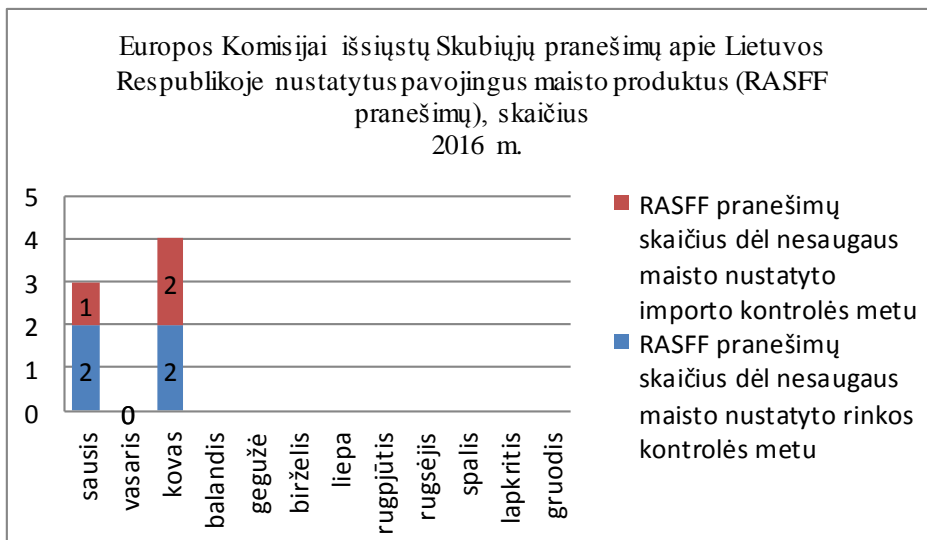 Europos Komisijai išsiųstų Skubiųjų pranešimų apie Lietuvos
Respublikoje nustatytus pavojingus maisto produktus (RASFF
pranešimų), skaičius
2016 m.
5
4
3
2
1
0
1
2
0
2
2
sausis
vasaris
kovas
balandis
gegužė
birželis
liepa
rugpjūtis
rugsėjis
spalis
lapkritis
gruodis
RASFF pranešimų
skaičius dėl nesaugaus
maisto nustatyto
importo kontrolės metu
RASFF pranešimų
skaičius dėl nesaugaus
maisto nustatyto rinkos
kontrolės metu